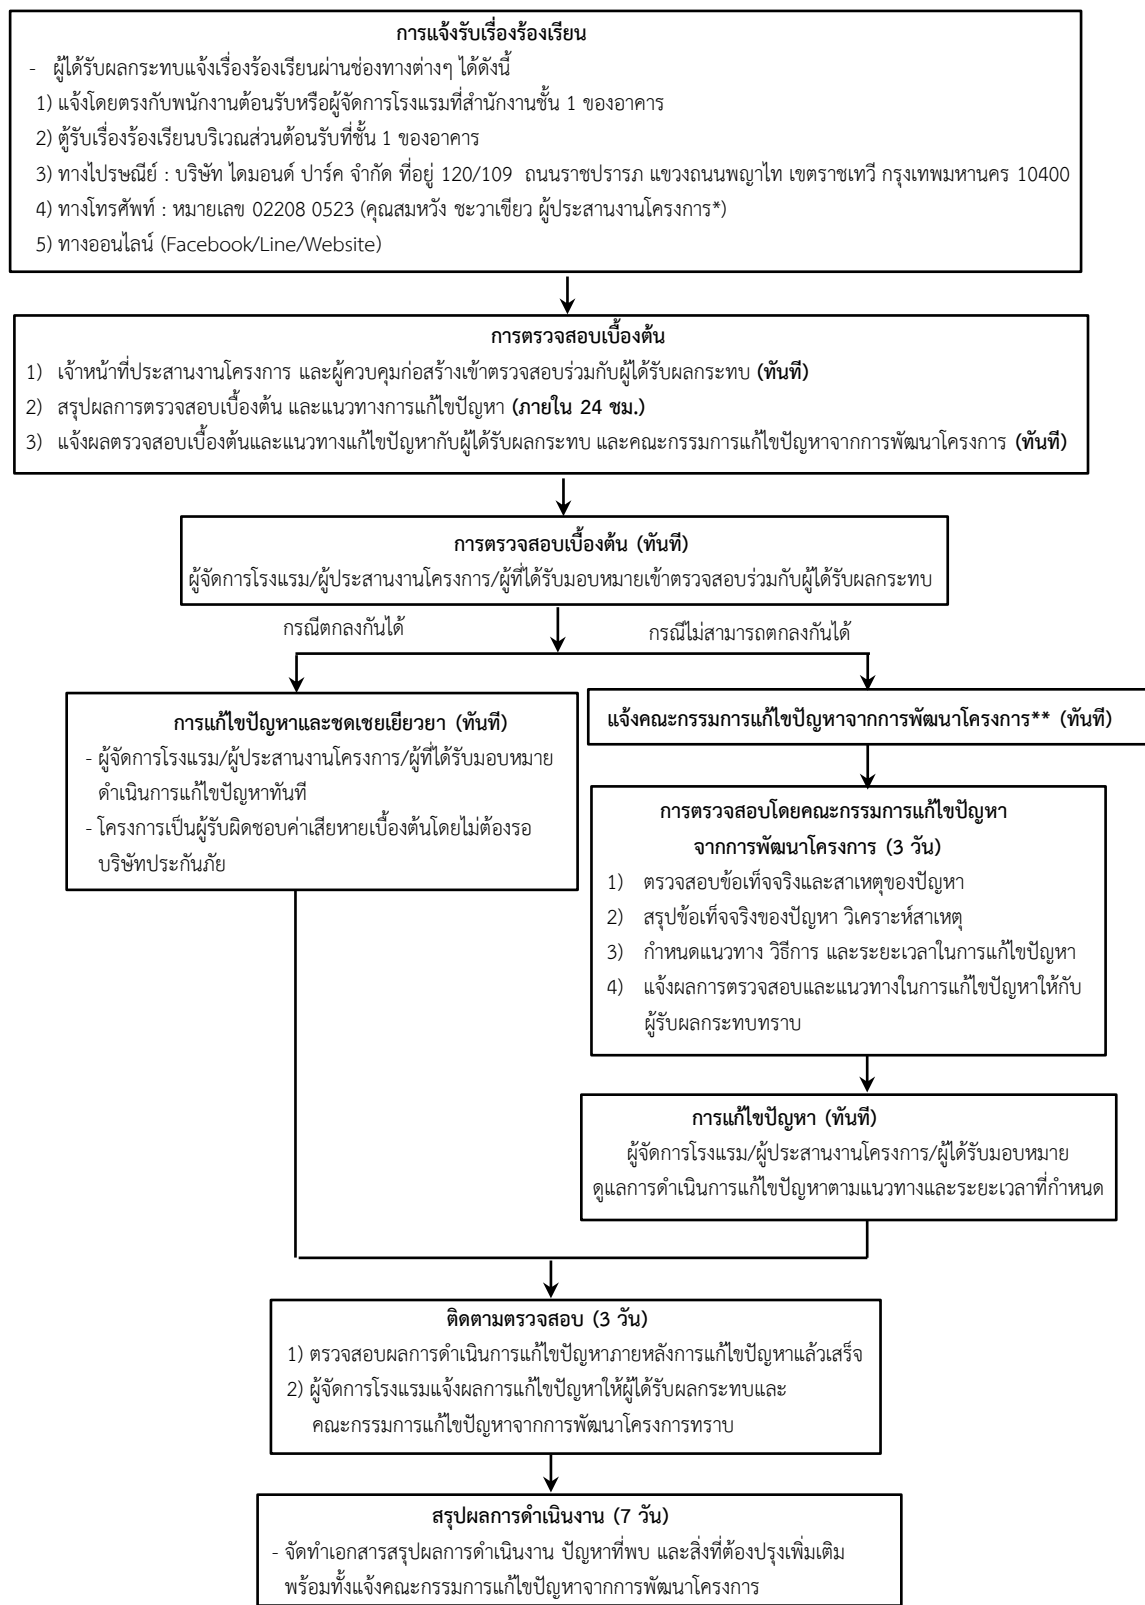 การแจ้งรับเรื่องร้องเรียน
- ผู้ได้รับผลกระทบแจ้งเรื่องร้องเรียนผ่านช่องทางต่างๆ ได้ดังนี้
1) แจ้งโดยตรงกับพนักงานต้อนรับหรือผู้จัดการโรงแรมที่สำนักงานชั้น 1 ของอาคาร
2) ตู้รับเรื่องร้องเรียนบริเวณส่วนต้อนรับที่ชั้น 1 ของอาคาร
3) ทางไปรษณีย์ : บริษัท ไดมอนด์ ปาร์ค จำกัด ที่อยู่ 120/109 ถนนราชปรารภ แขวงถนนพญาไท เขตราชเทวี กรุงเทพมหานคร 10400
4) ทางโทรศัพท์ : หมายเลข 02208 0523 (คุณสมหวัง ชะวาเขียว ผู้ประสานงานโครงการ*)
5) ทางออนไลน์ (Facebook/Line/Website)
การตรวจสอบเบื้องต้น
1) เจ้าหน้าที่ประสานงานโครงการ และผู้ควบคุมก่อสร้างเข้าตรวจสอบร่วมกับผู้ได้รับผลกระทบ (ทันที)
2) สรุปผลการตรวจสอบเบื้องต้น และแนวทางการแก้ไขปัญหา (ภายใน 24 ชม.)
3) แจ้งผลตรวจสอบเบื้องต้นและแนวทางแก้ไขปัญหากับผู้ได้รับผลกระทบ และคณะกรรมการแก้ไขปัญหาจากการพัฒนาโครงการ (ทันที)
การตรวจสอบเบื้องต้น (ทันที)
ผู้จัดการโรงแรม/ผู้ประสานงานโครงการ/ผู้ที่ได้รับมอบหมายเข้าตรวจสอบร่วมกับผู้ได้รับผลกระทบ
กรณีตกลงกันได้
กรณีไม่สามารถตกลงกันได้
การแก้ไขปัญหาและชดเชยเยียวยา (ทันที)
- ผู้จัดการโรงแรม/ผู้ประสานงานโครงการ/ผู้ที่ได้รับมอบหมาย
ดำเนินการแก้ไขปัญหาทันที
- โครงการเป็นผู้รับผิดชอบค่าเสียหายเบื้องต้นโดยไม่ต้องรอ
บริษัทประกันภัย
แจ้งคณะกรรมการแก้ไขปัญหาจากการพัฒนาโครงการ** (ทันที)
การตรวจสอบโดยคณะกรรมการแก้ไขปัญหา
จากการพัฒนาโครงการ (3 วัน)
1) ตรวจสอบข้อเท็จจริงและสาเหตุของปัญหา
2) สรุปข้อเท็จจริงของปัญหา วิเคราะห์สาเหตุ
3) กำหนดแนวทาง วิธีการ และระยะเวลาในการแก้ไขปัญหา
4) แจ้งผลการตรวจสอบและแนวทางในการแก้ไขปัญหาให้กับ
ผู้รับผลกระทบทราบ
การแก้ไขปัญหา (ทันที)
ผู้จัดการโรงแรม/ผู้ประสานงานโครงการ/ผู้ได้รับมอบหมาย
ดูแลการดำเนินการแก้ไขปัญหาตามแนวทางและระยะเวลาที่กำหนด
ติดตามตรวจสอบ (3 วัน)
1) ตรวจสอบผลการดำเนินการแก้ไขปัญหาภายหลังการแก้ไขปัญหาแล้วเสร็จ
2) ผู้จัดการโรงแรมแจ้งผลการแก้ไขปัญหาให้ผู้ได้รับผลกระทบและ
คณะกรรมการแก้ไขปัญหาจากการพัฒนาโครงการทราบ
สรุปผลการดำเนินงาน (7 วัน)
- จัดทำเอกสารสรุปผลการดำเนินงาน ปัญหาที่พบ และสิ่งที่ต้องปรุงเพิ่มเติม
พร้อมทั้งแจ้งคณะกรรมการแก้ไขปัญหาจากการพัฒนาโครงการ